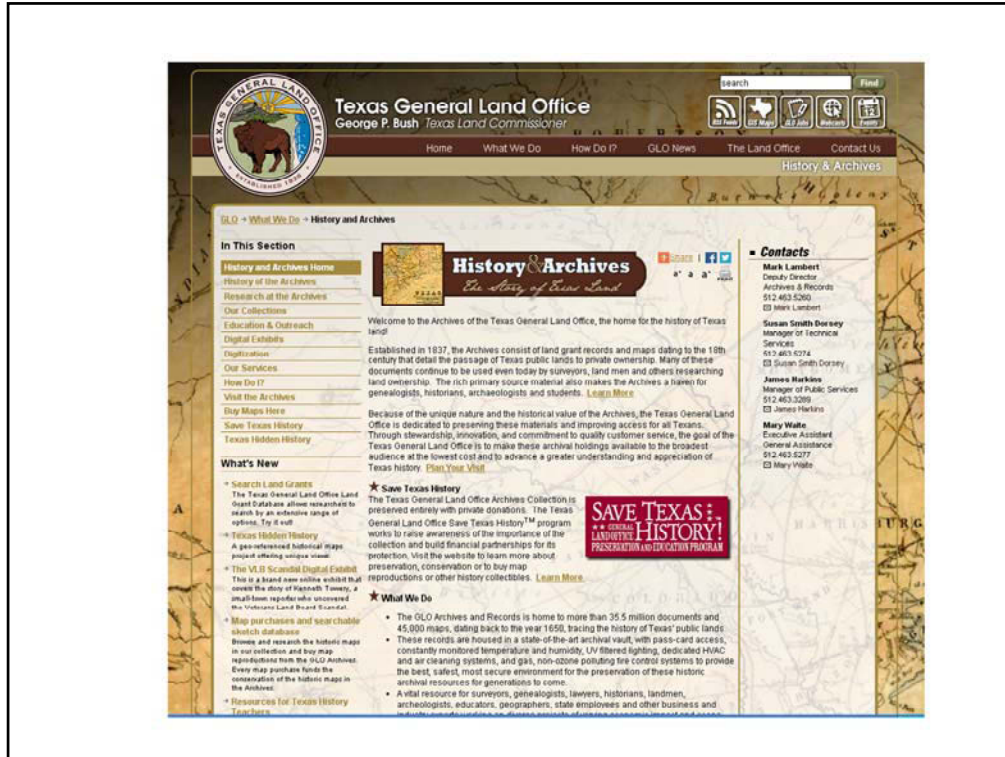 TEXAS GENERAL LAND OFFICE
ESTABLISHED 1836
Texas General Land Office
George P. Bush Texas Land Commissioner
search
Find
RSS Feeds
GIS Maps
GLO Jobs
Webcasts
12
Events
Home
What We Do
How Do I?
GLO News
The Land Office
Contact Us
History & Archives
GLO → What We Do → History and Archives
In This Section
History and Archives Home
History of the Archives
Research at the Archives
Our Collections
Education & Outreach
Digital Exhibits
Digitization
Our Services
How Do I?
Visit the Archives
Buy Maps Here
Save Texas History
Texas Hidden History
What's New
Search Land Grants
The Texas General Land Office Land
Grant Database allows researchers to
search by an extensive range of
options. Try it out!
Texas Hidden History
A geo-referenced historical maps
project offering unique views
The VLB Scandal Digital Exhibit
This is a brand new online exhibit that
covers the story of Kenneth Towery, a
small-town reporter who uncovered
the Veterans Land Board Scandal.
Map purchases and searchable
sketch database
Browse and research the historic maps
in our collection and buy map
reproductions from the GLO Archives.
Every map purchase funds the
conservation of the historic maps in
the Archives.
Resources for Texas History
Teachers
History & Archives
The Story of Texas Land
Share
a+ a a-
Welcome to the Archives of the Texas General Land Office, the home for the history of Texas
land!
Established in 1837, the Archives consist of land grant records and maps dating to the 18th
century that detail the passage of Texas public lands to private ownership. Many of these
documents continue to be used even today by surveyors, land men and others researching
land ownership. The rich primary source material also makes the Archives a haven for
genealogists, historians, archaeologists and students. Learn More
Because of the unique nature and the historical value of the Archives, the Texas General Land
Office is dedicated to preserving these materials and improving access for all Texans.
Through stewardship, innovation, and commitment to quality customer service, the goal of the
Texas General Land Office is to make these archival holdings available to the broadest
audience at the lowest cost and to advance a greater understanding and appreciation of
Texas history. Plan Your Visit
Save Texas History
The Texas General Land Office Archives Collection is
preserved entirely with private donations. The Texas
General Land Office Save Texas History™ program
works to raise awareness of the importance of the
collection and build financial partnerships for its
protection. Visit the website to learn more about
preservation, conservation or to buy map
reproductions or other history collectibles. Learn More
SAVE TEXAS
GENERAL
LAND OFFICE HISTORY!
PRESERVATION AND EDUCATION PROGRAM
What We Do
• The GLO Archives and Records is home to more than 35.5 million documents and
45,000 maps, dating back to the year 1650, tracing the history of Texas' public lands
• These records are housed in a state-of-the-art archival vault, with pass-card access,
constantly monitored temperature and humidity, UV filtered lighting, dedicated HVAC
and air cleaning systems, and gas, non-ozone polluting fire control systems to provide
the best, safest, most secure environment for the preservation of these historic
archival resources for generations to come.
• A vital resource for surveyors, genealogists, lawyers, historians, landmen,
archeologists, educators, geographers, state employees and other business and
Contacts
Mark Lambert
Deputy Director
Archives & Records
512.463.5260
Mark Lambert
Susan Smith Dorsey
Manager of Technical
Services
512.463.5274
Susan Smith Dorsey
James Harkins
Manager of Public Services
512.463.3289
James Harkins
Mary Waite
Executive Assistant
General Assistance
512.463.5277
Mary Waite